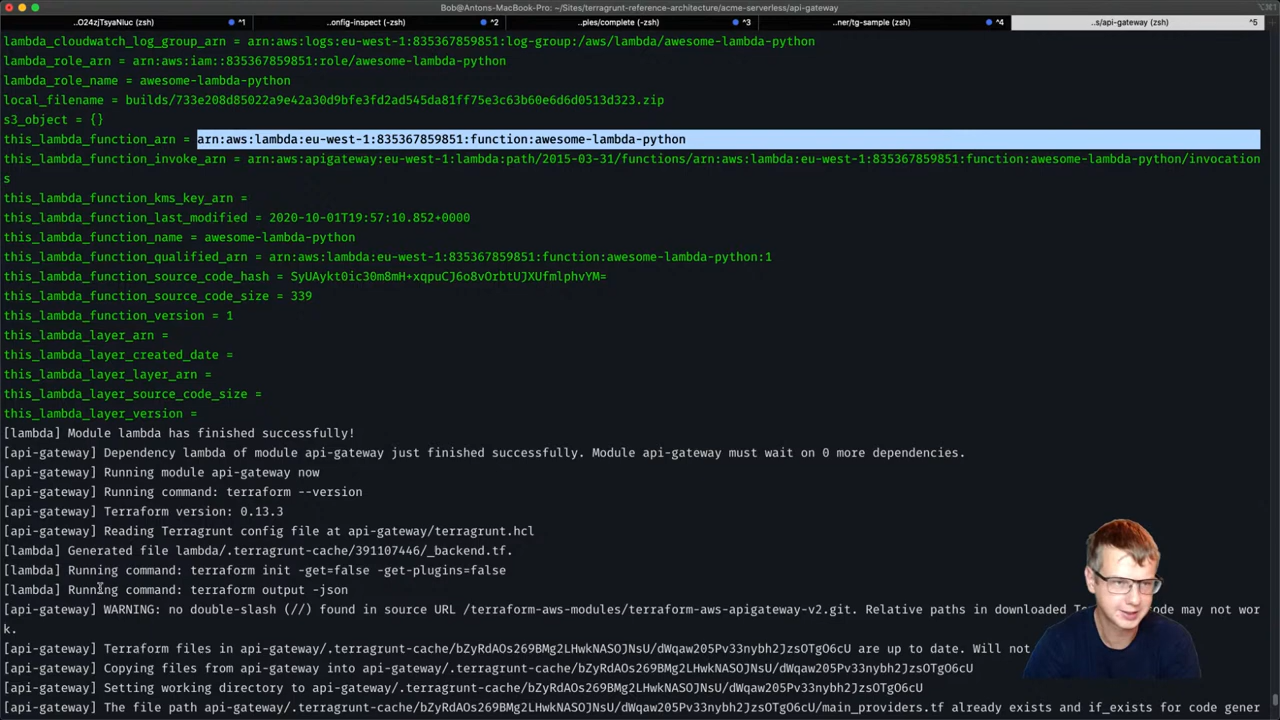 Bob@Antons-MacBook-Pro: ~/Sites/terragrunt-reference-architecture/acme-serverless/api-gateway
..O24zjTsyaNluc (zsh) ^1 ...onfig-inspect (-zsh) ^2 ...ples/complete (-zsh) ^3 ...ner/tg-sample (-zsh) ^4 ..s/api-gateway (zsh) ^5
lambda_cloudwatch_log_group_arn = arn:aws:logs:eu-west-1:835367859851:log-group:/aws/lambda/awesome-lambda-python
lambda_role_arn = arn:aws:iam::835367859851:role/awesome-lambda-python
lambda_role_name = awesome-lambda-python
local_filename = builds/733e208d85022a9e42a30d9bfe3fd2ad545da81ff75e3c63b60e6d6d0513d323.zip
s3_object = {}
this_lambda_function_arn = arn:aws:lambda:eu-west-1:835367859851:function:awesome-lambda-python
this_lambda_function_invoke_arn = arn:aws:apigateway:eu-west-1:lambda:path/2015-03-31/functions/arn:aws:lambda:eu-west-1:835367859851:function:awesome-lambda-python/invocation
s
this_lambda_function_kms_key_arn =
this_lambda_function_last_modified = 2020-10-01T19:57:10.852+0000
this_lambda_function_name = awesome-lambda-python
this_lambda_function_qualified_arn = arn:aws:lambda:eu-west-1:835367859851:function:awesome-lambda-python:1
this_lambda_function_source_code_hash = SyUAykt0ic30m8mH+xqpuCJ6o8vOrbtUJXUfmlphvYM=
this_lambda_function_source_code_size = 339
this_lambda_function_version = 1
this_lambda_layer_arn =
this_lambda_layer_created_date =
this_lambda_layer_layer_arn =
this_lambda_layer_source_code_size =
this_lambda_layer_version =
[lambda] Module lambda has finished successfully!
[api-gateway] Dependency lambda of module api-gateway just finished successfully. Module api-gateway must wait on 0 more dependencies.
[api-gateway] Running module api-gateway now
[api-gateway] Running command: terraform --version
[api-gateway] Terraform version: 0.13.3
[api-gateway] Reading Terragrunt config file at api-gateway/terragrunt.hcl
[lambda] Generated file lambda/.terragrunt-cache/391107446/_backend.tf.
[lambda] Running command: terraform init -get=false -get-plugins=false
[lambda] Running command: terraform output -json
[api-gateway] WARNING: no double-slash (//) found in source URL /terraform-aws-modules/terraform-aws-apigateway-v2.git. Relative paths in downloaded code may not wor
k.
[api-gateway] Terraform files in api-gateway/.terragrunt-cache/bZyRdAOs269BMg2LHwkNASOJNsU/dWqaw205Pv33nybh2jzsOTgO6cU are up to date. Will not
[api-gateway] Copying files from api-gateway into api-gateway/.terragrunt-cache/bZyRdAOs269BMg2LHwkNASOJNsU/dWqaw205Pv33nybh2JzsOTgO6cU
[api-gateway] Setting working directory to api-gateway/.terragrunt-cache/bZyRdAOs269BMg2LHwkNASOJNsU/dWqaw205Pv33nybh2JzsOTgO6cU
[api-gateway] The file path api-gateway/.terragrunt-cache/bZyRdAOs269BMg2LHwkNASOJNsU/dWqaw205Pv33nybh2JzsOTgO6cU/main_providers.tf already exists and if_exists for code gener